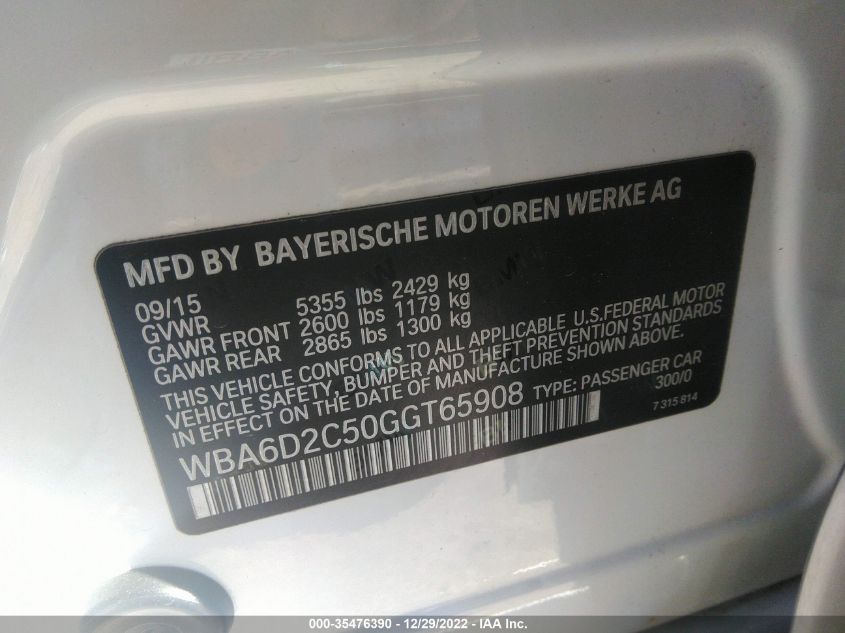 MFD BY BAYERISCHE MOTOREN WERKE AG
09/15
GVWR 5355 lbs 2429 kg
GAWR FRONT 2600 lbs 1179 kg
GAWR REAR 2865 lbs 1300 kg
THIS VEHICLE CONFORMS TO ALL APPLICABLE U.S.FEDERAL MOTOR
VEHICLE SAFETY, BUMPER AND THEFT PREVENTION STANDARDS
IN EFFECT ON THE DATE OF MANUFACTURE SHOWN ABOVE.
WBA6D2C50GGT65908 TYPE: PASSENGER CAR
300/0
7 315 814
000-35476390 - 12/29/2022 - IAA Inc.